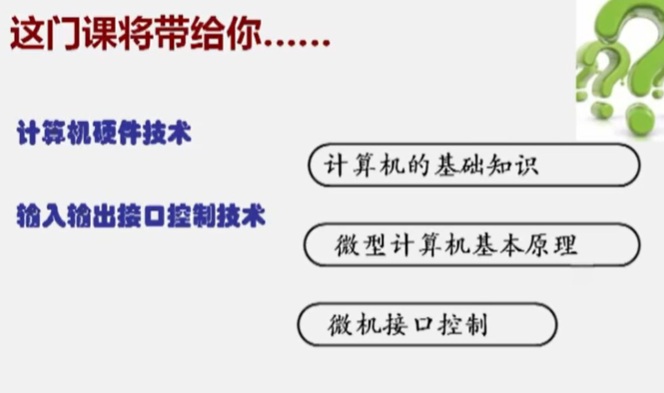 这门课将带给你……
计算机硬件技术
计算机的基础知识
输入输出接口控制技术
微型计算机基本原理
微机接口控制